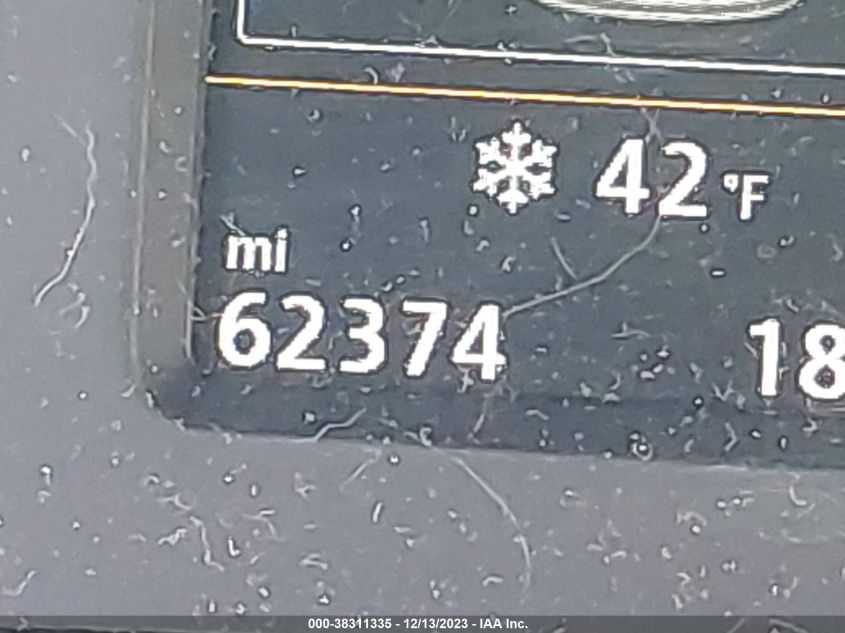 42 °F
mi
62374 18
000-38311335 - 12/13/2023 - IAA Inc.